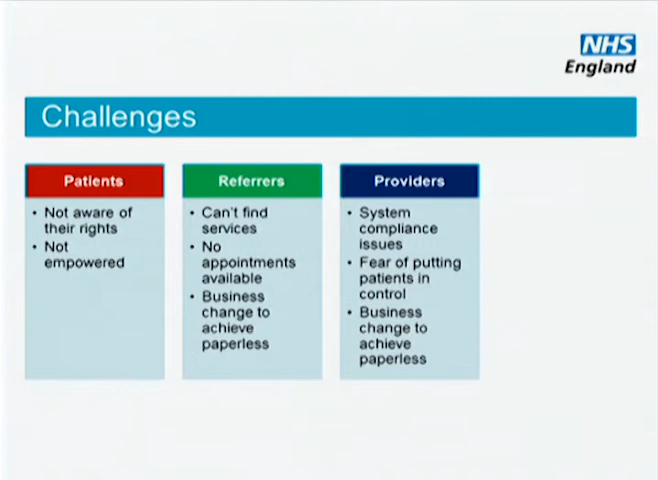 NHS
England
Challenges
Patients
• Not aware of
their rights
• Not
empowered
Referrers
• Can't find
services
• No
appointments
available
• Business
change to
achieve
paperless
Providers
• System
compliance
issues
• Fear of putting
patients in
control
• Business
change to
achieve
paperless